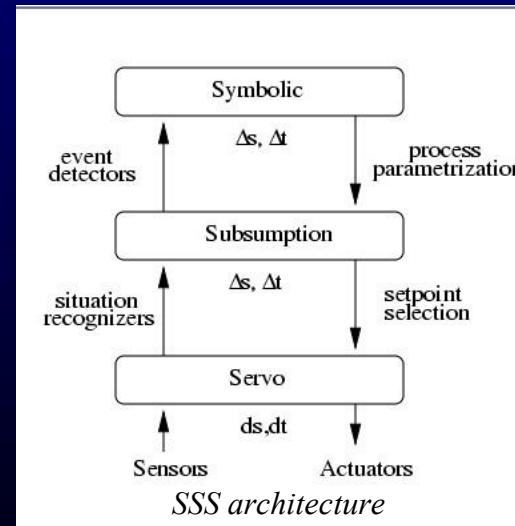 Symbolic
Δs, Δt
event
detectors
process
parametrization
Subsumption
Δs, Δt
situation
recognizers
setpoint
selection
Servo
ds,dt
Sensors
Actuators
SSS architecture